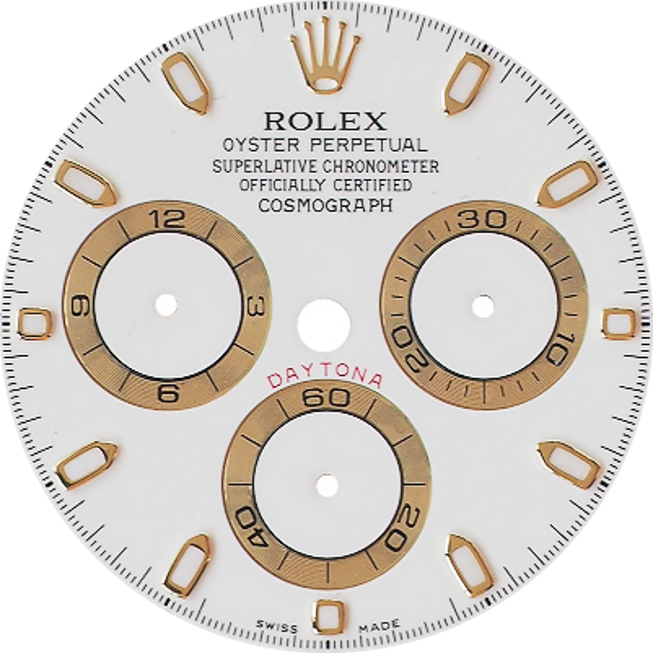 ROLEX
OYSTER PERPETUAL
SUPERLATIVE CHRONOMETER
OFFICIALLY CERTIFIED
COSMOGRAPH
12
3
6
9
30
10
20
DAYTONA
60
20
40
SWISS MADE